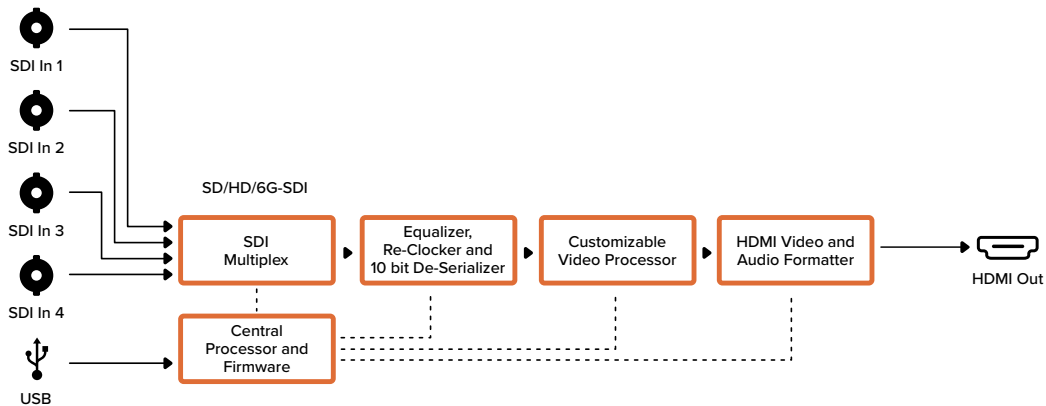 SDI In 1
SDI In 2
SDI In 3
SDI In 4
USB
SD/HD/6G-SDI
SDI
Multiplex
Equalizer,
Re-Clocker and
10 bit De-Serializer
Customizable
Video Processor
HDMI Video and
Audio Formatter
HDMI Out
Central
Processor and
Firmware